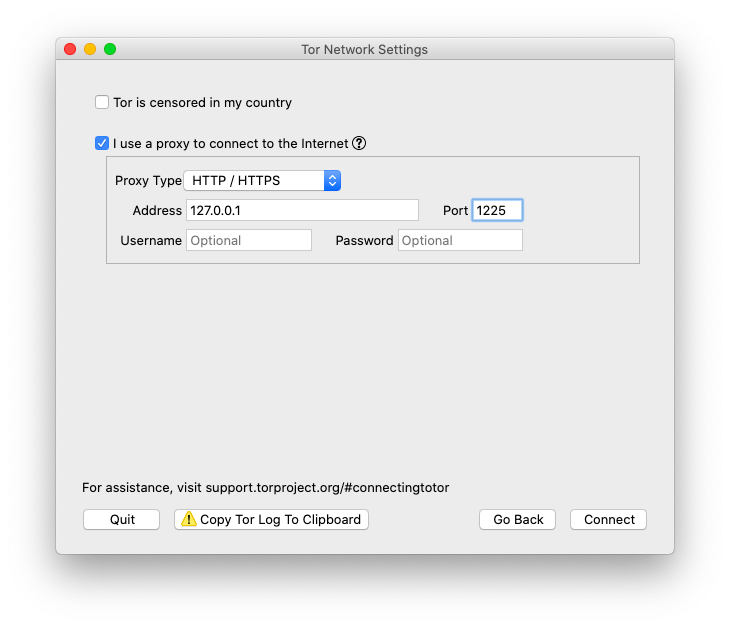 Tor Network Settings
Tor is censored in my country
I use a proxy to connect to the Internet ?
Proxy Type HTTP / HTTPS
Address 127.0.0.1 Port 1225
Username Optional Password Optional
For assistance, visit support.torproject.org/#connectingtotor
Quit Copy Tor Log To Clipboard Go Back Connect